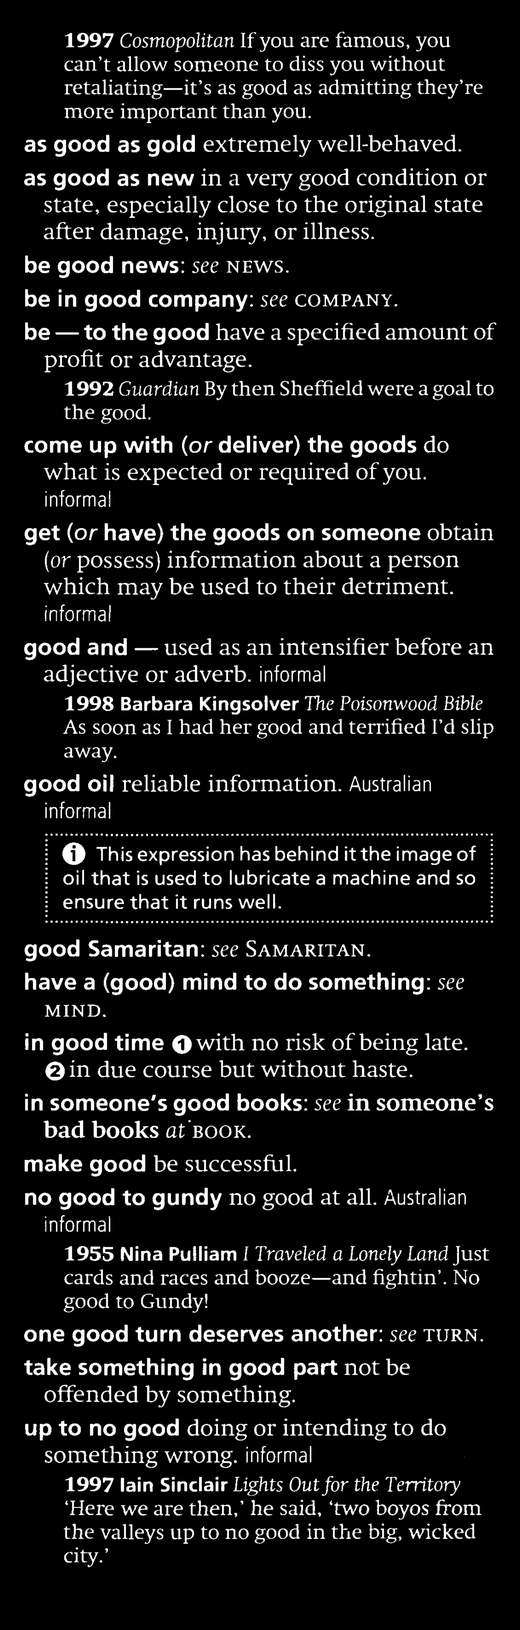 1997 Cosmopolitan If you are famous, you
can't allow someone to diss you without
retaliating—it's as good as admitting they're
more important than you.
as good as gold extremely well-behaved.
as good as new in a very good condition or
state, especially close to the original state
after damage, injury, or illness.
be good news: see NEWS.
be in good company: see COMPANY.
be — to the good have a specified amount of
profit or advantage.
1992 Guardian By then Sheffield were a goal to
the good.
come up with (or deliver) the goods do
what is expected or required of you.
informal
get (or have) the goods on someone obtain
(or possess) information about a person
which may be used to their detriment.
informal
good and — used as an intensifier before an
adjective or adverb. informal
1998 Barbara Kingsolver The Poisonwood Bible
As soon as I had her good and terrified I'd slip
away.
good oil reliable information. Australian
informal
i This expression has behind it the image of
oil that is used to lubricate a machine and so
ensure that it runs well.
good Samaritan: see SAMARITAN.
have a (good) mind to do something: see
MIND.
in good time ❶ with no risk of being late.
❷ in due course but without haste.
in someone's good books: see in someone's
bad books at BOOK.
make good be successful.
no good to gundy no good at all. Australian
informal
1955 Nina Pulliam I Traveled a Lonely Land Just
cards and races and booze—and fightin'. No
good to Gundy!
one good turn deserves another: see TURN.
take something in good part not be
offended by something.
up to no good doing or intending to do
something wrong. informal
1997 Iain Sinclair Lights Out for the Territory
'Here we are then,' he said, 'two boyos from
the valleys up to no good in the big, wicked
city.'